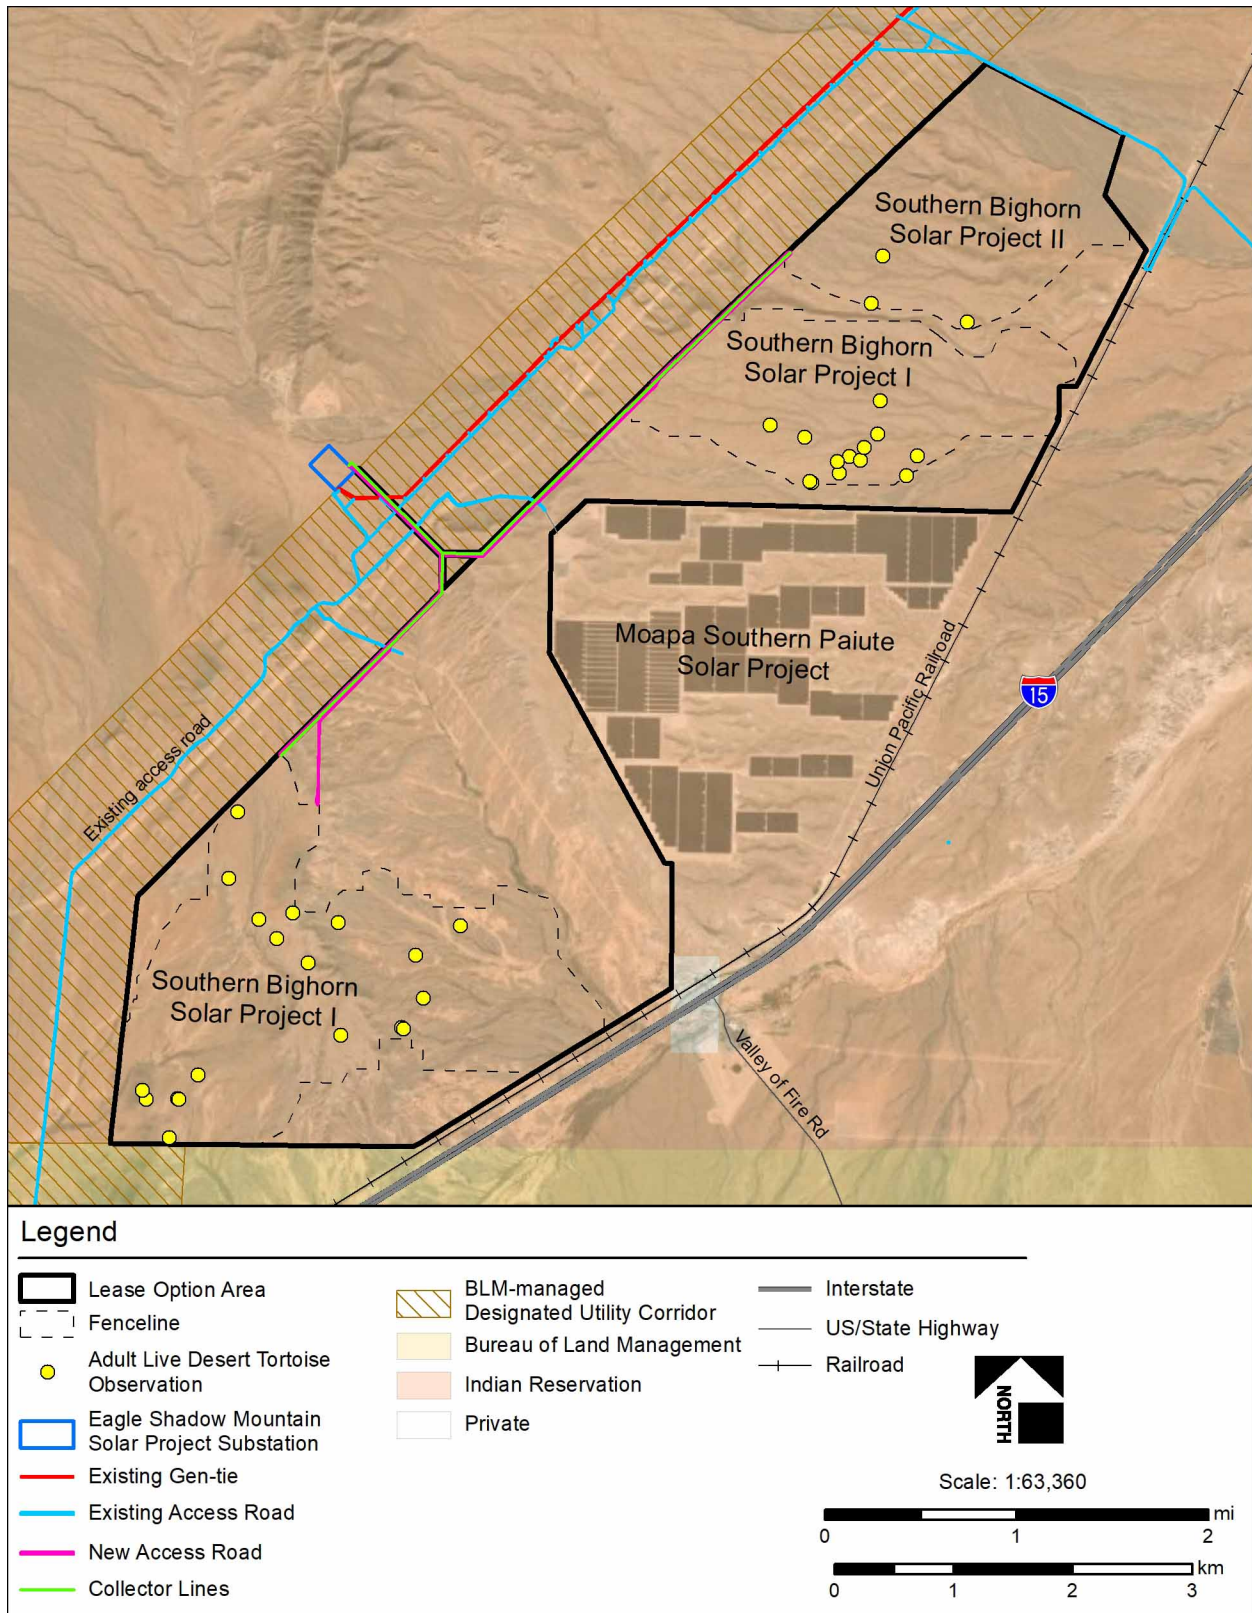 Southern Bighorn
Solar Project II
Southern Bighorn
Solar Project I
Moapa Southern Paiute
Solar Project
Union Pacific Railroad
15
Existing access road
Southern Bighorn
Solar Project I
Valley of Fire Rd
Legend
Lease Option Area
Fenceline
Adult Live Desert Tortoise
Observation
Eagle Shadow Mountain
Solar Project Substation
Existing Gen-tie
Existing Access Road
New Access Road
Collector Lines
BLM-managed
Designated Utility Corridor
Bureau of Land Management
Indian Reservation
Private
Interstate
US/State Highway
Railroad
NORTH
Scale: 1:63,360
mi
0 1 2
km
0 1 2 3